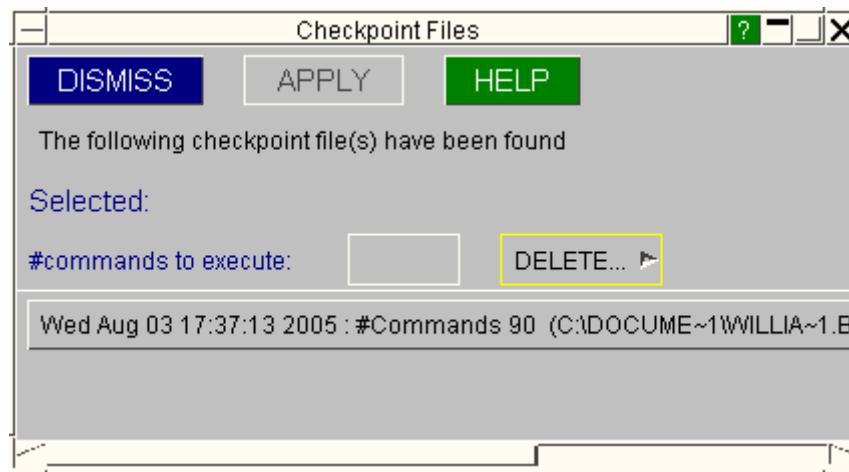 Checkpoint Files ?
DISMISS APPLY HELP
The following checkpoint file(s) have been found
Selected:
#commands to execute: DELETE...
Wed Aug 03 17:37:13 2005 : #Commands 90 (C:\DOCUME~1\WILLIA~1.B